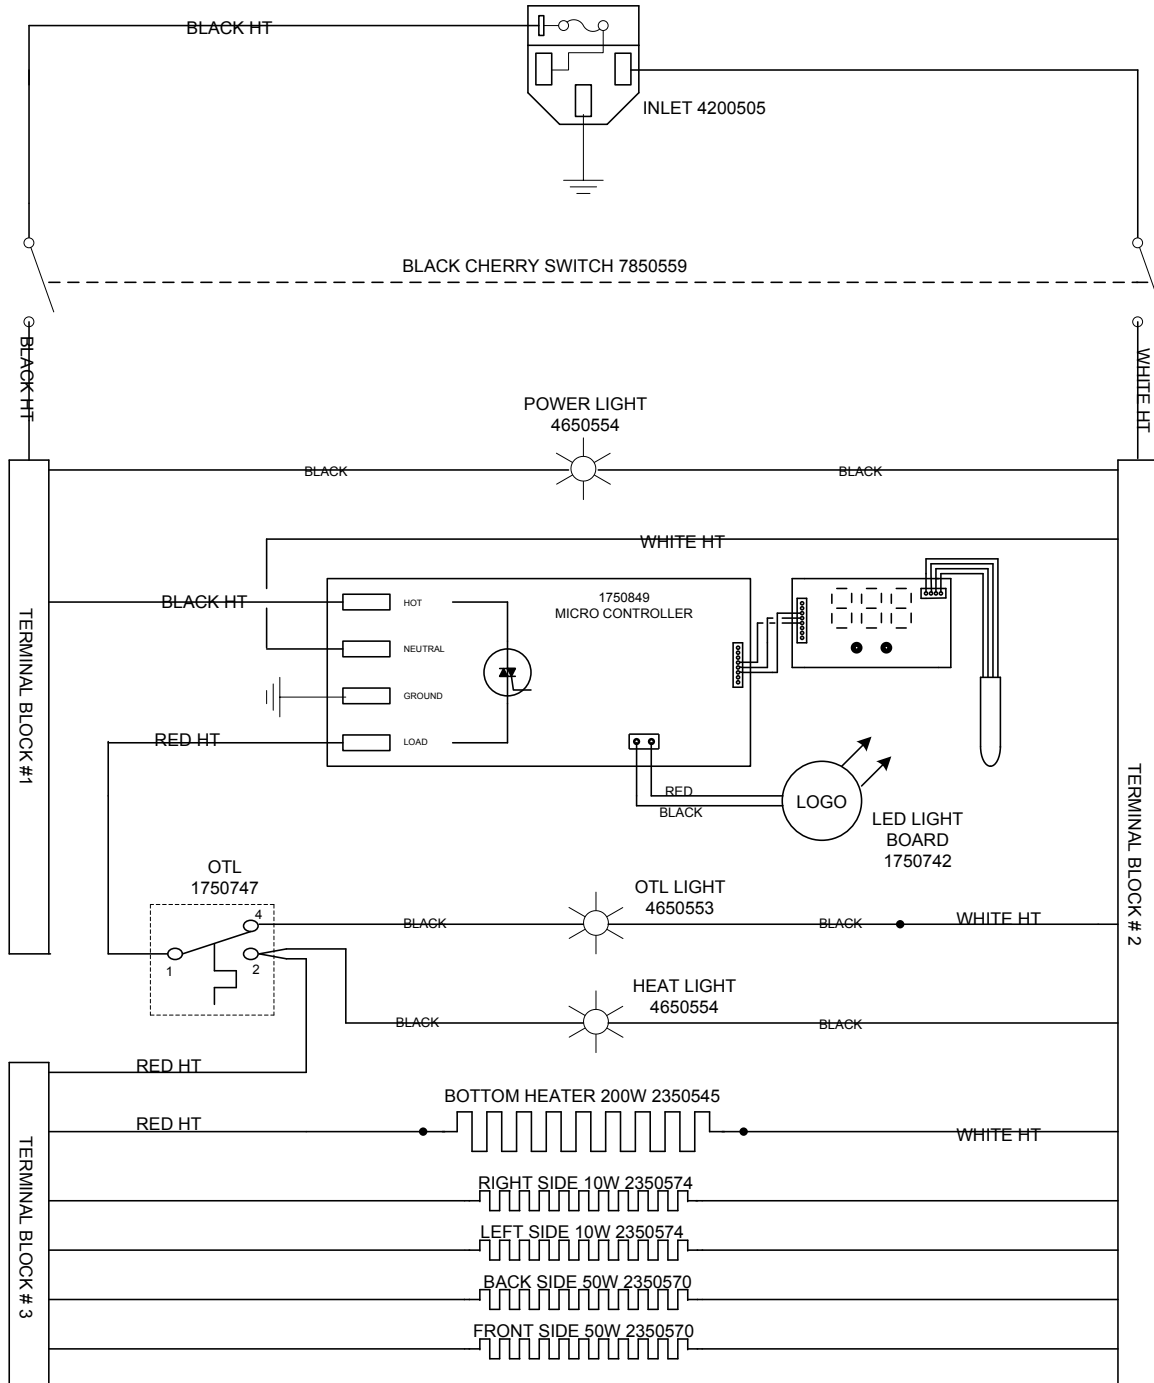 BLACK HT
INLET 4200505
BLACK CHERRY SWITCH 7850559
BLACK HT
WHITE HT
POWER LIGHT
4650554
BLACK
BLACK
WHITE HT
BLACK HT
1750849
MICRO CONTROLLER
HOT
NEUTRAL
GROUND
LOAD
TERMINAL BLOCK #1
RED HT
RED
BLACK
LOGO
LED LIGHT
BOARD
1750742
TERMINAL BLOCK # 2
OTL
1750747
4
1
2
OTL LIGHT
4650553
BLACK
BLACK
WHITE HT
HEAT LIGHT
4650554
BLACK
BLACK
RED HT
BOTTOM HEATER 200W 2350545
RED HT
WHITE HT
TERMINAL BLOCK # 3
RIGHT SIDE 10W 2350574
LEFT SIDE 10W 2350574
BACK SIDE 50W 2350570
FRONT SIDE 50W 2350570